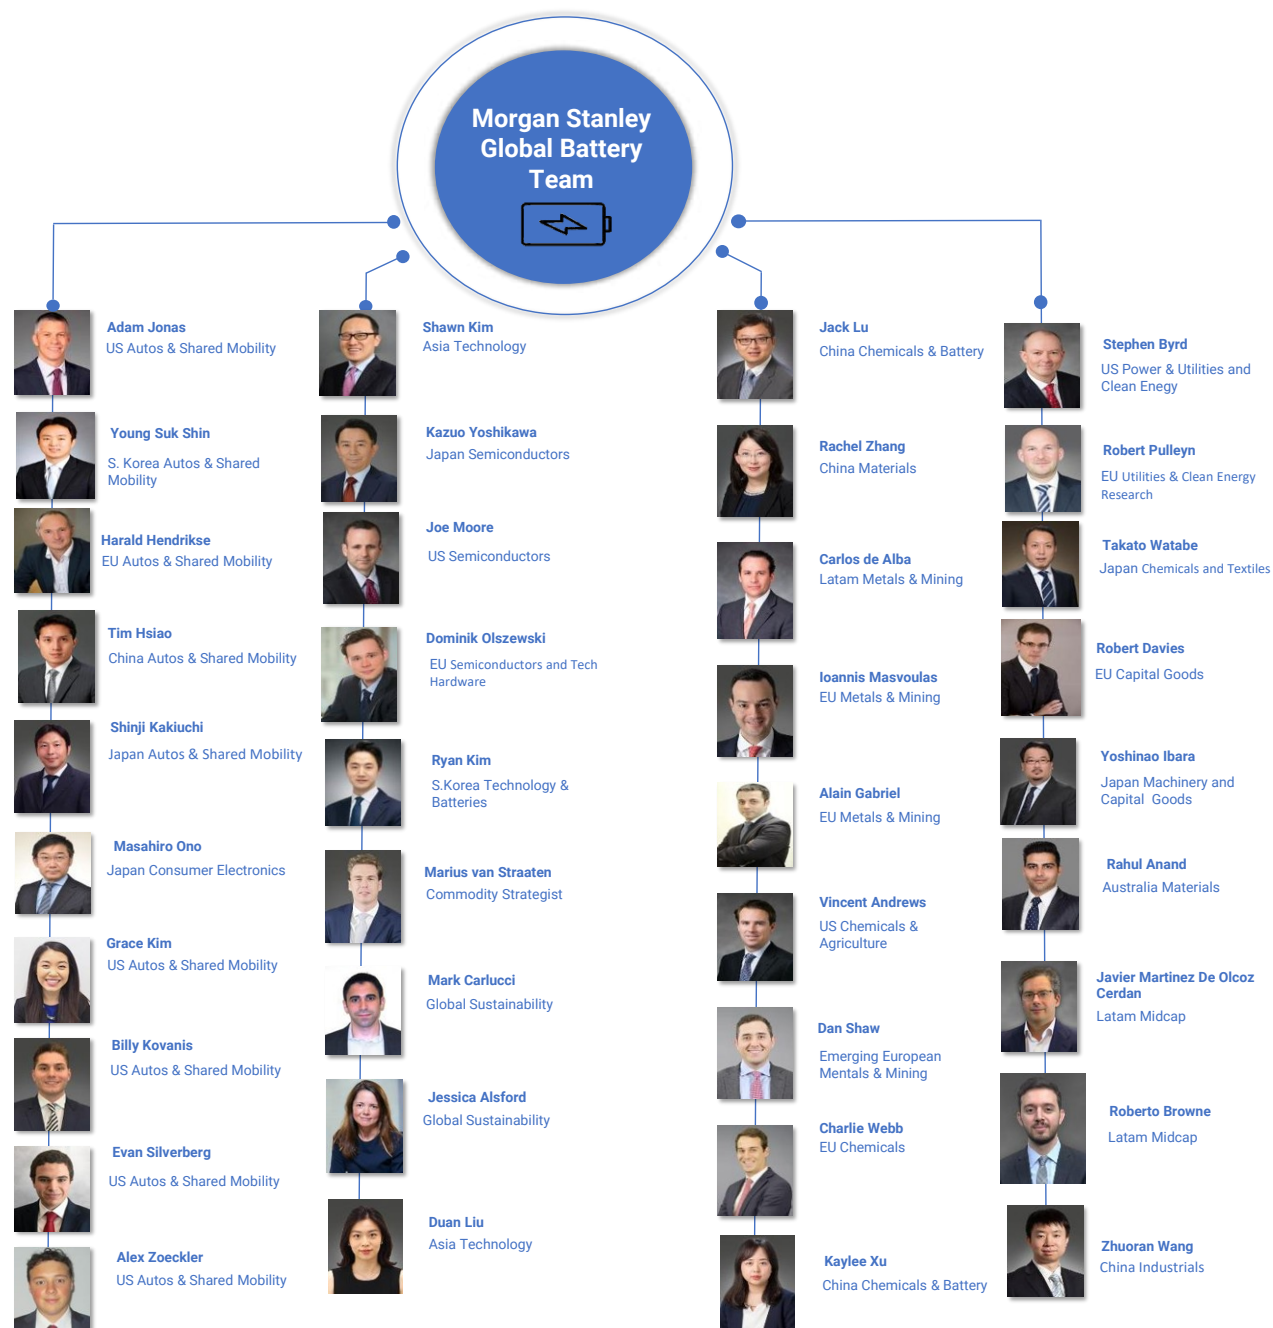 Morgan Stanley
Global Battery
Team
Adam Jonas
US Autos & Shared Mobility
Young Suk Shin
S. Korea Autos & Shared
Mobility
Harald Hendrikse
EU Autos & Shared Mobility
Tim Hsiao
China Autos & Shared Mobility
Shinji Kakiuchi
Japan Autos & Shared Mobility
Masahiro Ono
Japan Consumer Electronics
Grace Kim
US Autos & Shared Mobility
Billy Kovanis
US Autos & Shared Mobility
Evan Silverberg
US Autos & Shared Mobility
Alex Zoeckler
US Autos & Shared Mobility
Shawn Kim
Asia Technology
Kazuo Yoshikawa
Japan Semiconductors
Joe Moore
US Semiconductors
Dominik Olszewski
EU Semiconductors and Tech
Hardware
Ryan Kim
S.Korea Technology &
Batteries
Marius van Straaten
Commodity Strategist
Mark Carlucci
Global Sustainability
Jessica Alsford
Global Sustainability
Duan Liu
Asia Technology
Jack Lu
China Chemicals & Battery
Rachel Zhang
China Materials
Carlos de Alba
Latam Metals & Mining
Ioannis Masvoulas
EU Metals & Mining
Alain Gabriel
EU Metals & Mining
Vincent Andrews
US Chemicals &
Agriculture
Dan Shaw
Emerging European
Mentals & Mining
Charlie Webb
EU Chemicals
Kaylee Xu
China Chemicals & Battery
Stephen Byrd
US Power & Utilities and
Clean Enegy
Robert Pulleyn
EU Utilities & Clean Energy
Research
Takato Watabe
Japan Chemicals and Textiles
Robert Davies
EU Capital Goods
Yoshinao Ibara
Japan Machinery and
Capital Goods
Rahul Anand
Australia Materials
Javier Martinez De Olcoz
Cerdan
Latam Midcap
Roberto Browne
Latam Midcap
Zhuoran Wang
China Industrials